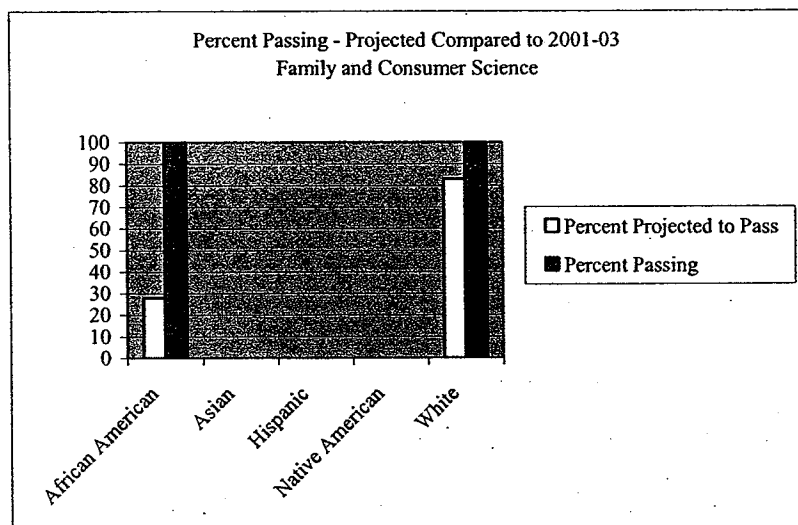 Percent Passing - Projected Compared to 2001-03
Family and Consumer Science
100
90
80
70
60
50
40
30
20
10
0
African American
Asian
Hispanic
Native American
White
Percent Projected to Pass
Percent Passing